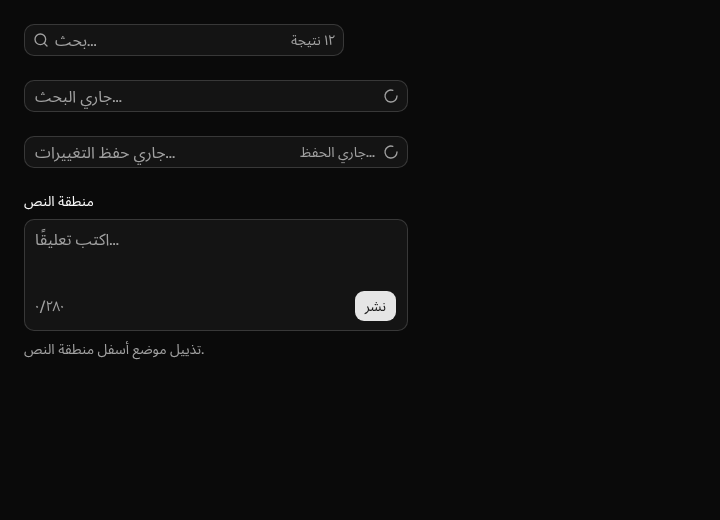 بحث...
١٢ نتيجة
جاري البحث...
جاري حفظ التغييرات...
جاري الحفظ...
منطقة النص
اكتب تعليقًا...
٠/٢٨٠
نشر
تذييل موضع أسفل منطقة النص.